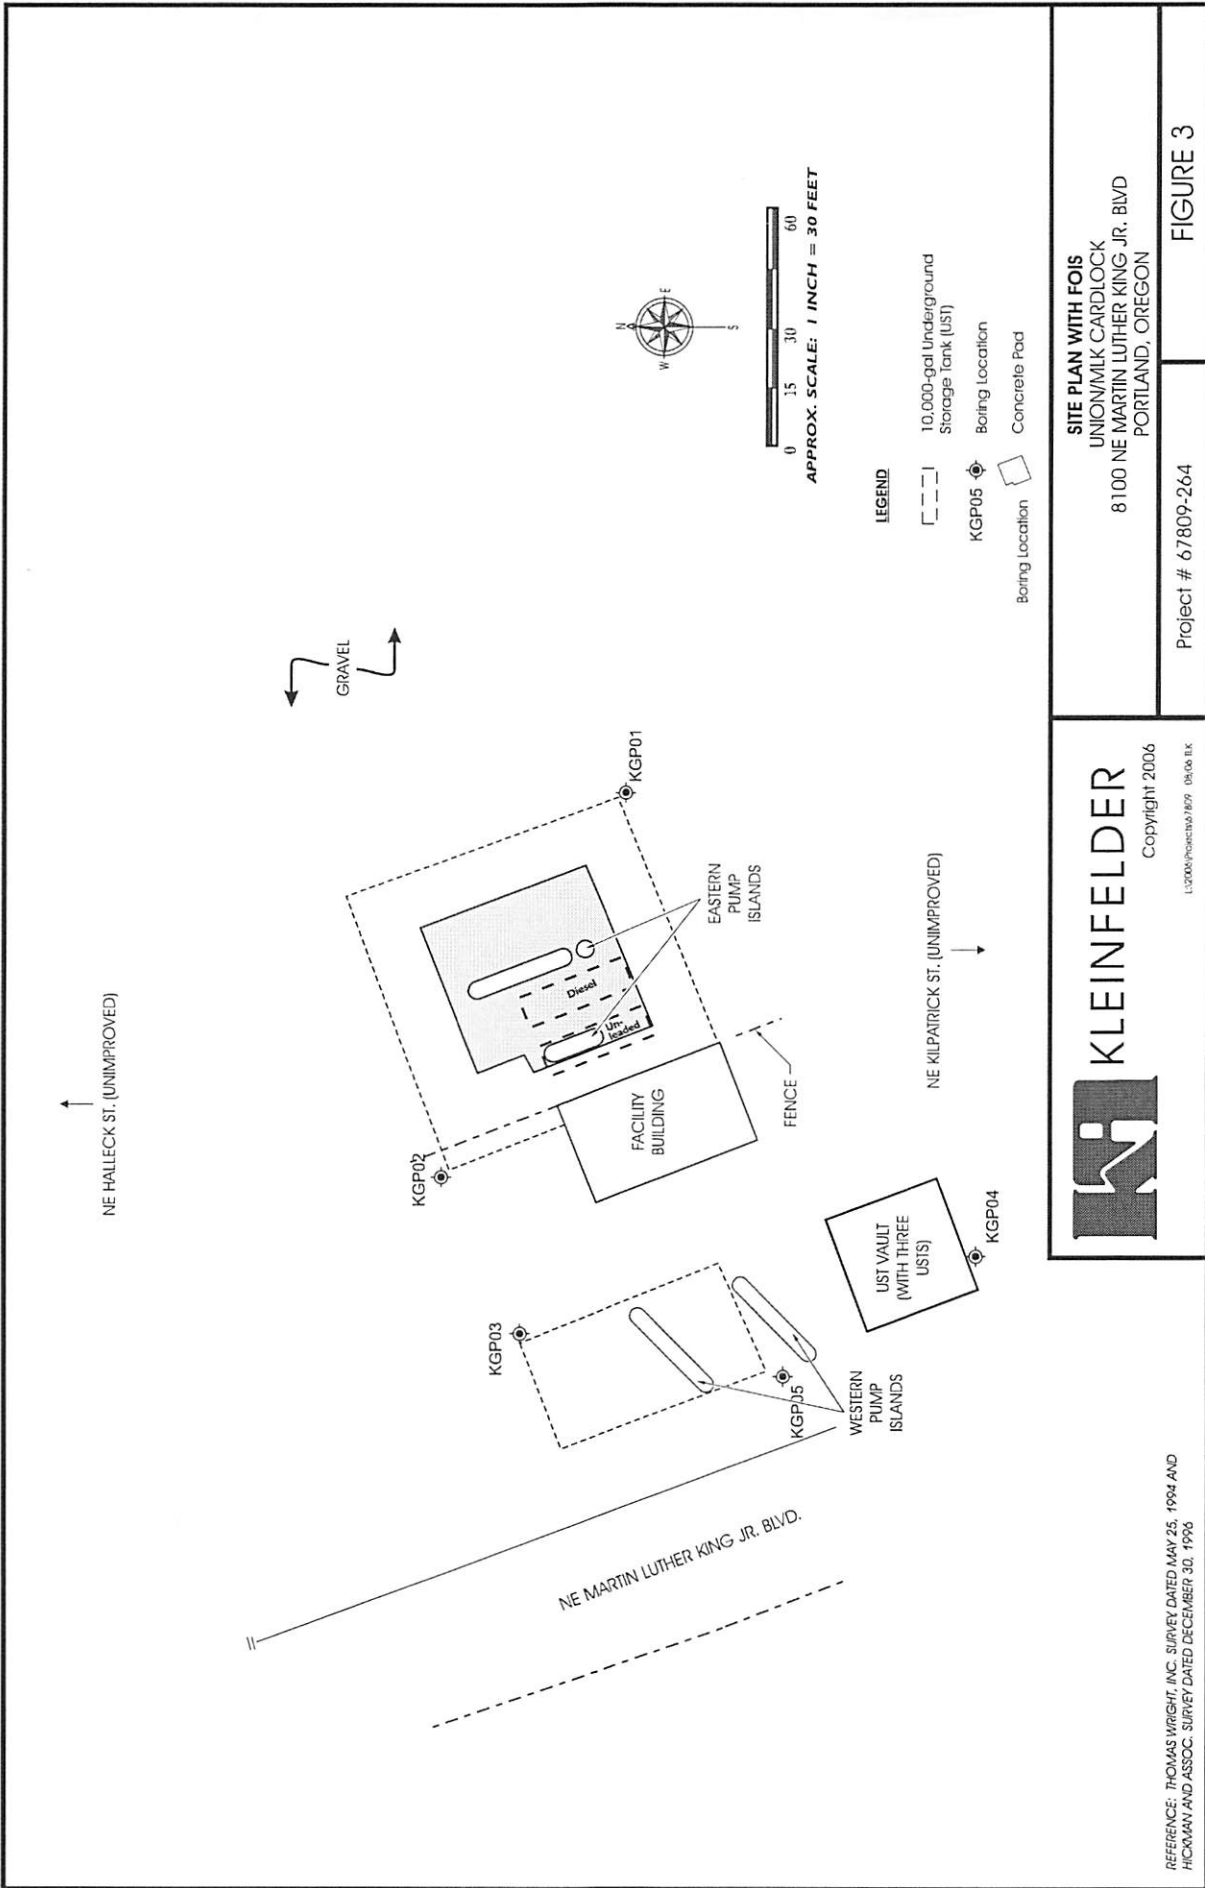 NE HALLECK ST. (UNIMPROVED)
GRAVEL
KGP02
KGP01
KGP03
Diesel
Un-
leaded
EASTERN
PUMP
ISLANDS
FACILITY
BUILDING
FENCE
NE KILPATRICK ST. (UNIMPROVED)
NE MARTIN LUTHER KING JR. BLVD.
KGP05
WESTERN
PUMP
ISLANDS
UST VAULT
(WITH THREE
USTS)
KGP04
N
W
E
S
0 15 30 60
APPROX. SCALE: 1 INCH = 30 FEET
LEGEND
10,000-gal Underground
Storage Tank (UST)
KGP05 Boring Location
Boring Location Concrete Pad
REFERENCE: THOMAS WRIGHT, INC. SURVEY DATED MAY 25, 1994 AND
HICKMAN AND ASSOC. SURVEY DATED DECEMBER 30, 1996
KLEINFELDER
Copyright 2006
SITE PLAN WITH FOIS
UNION/MLK CARDLOCK
8100 NE MARTIN LUTHER KING JR. BLVD
PORTLAND, OREGON
Project # 67809-264
FIGURE 3